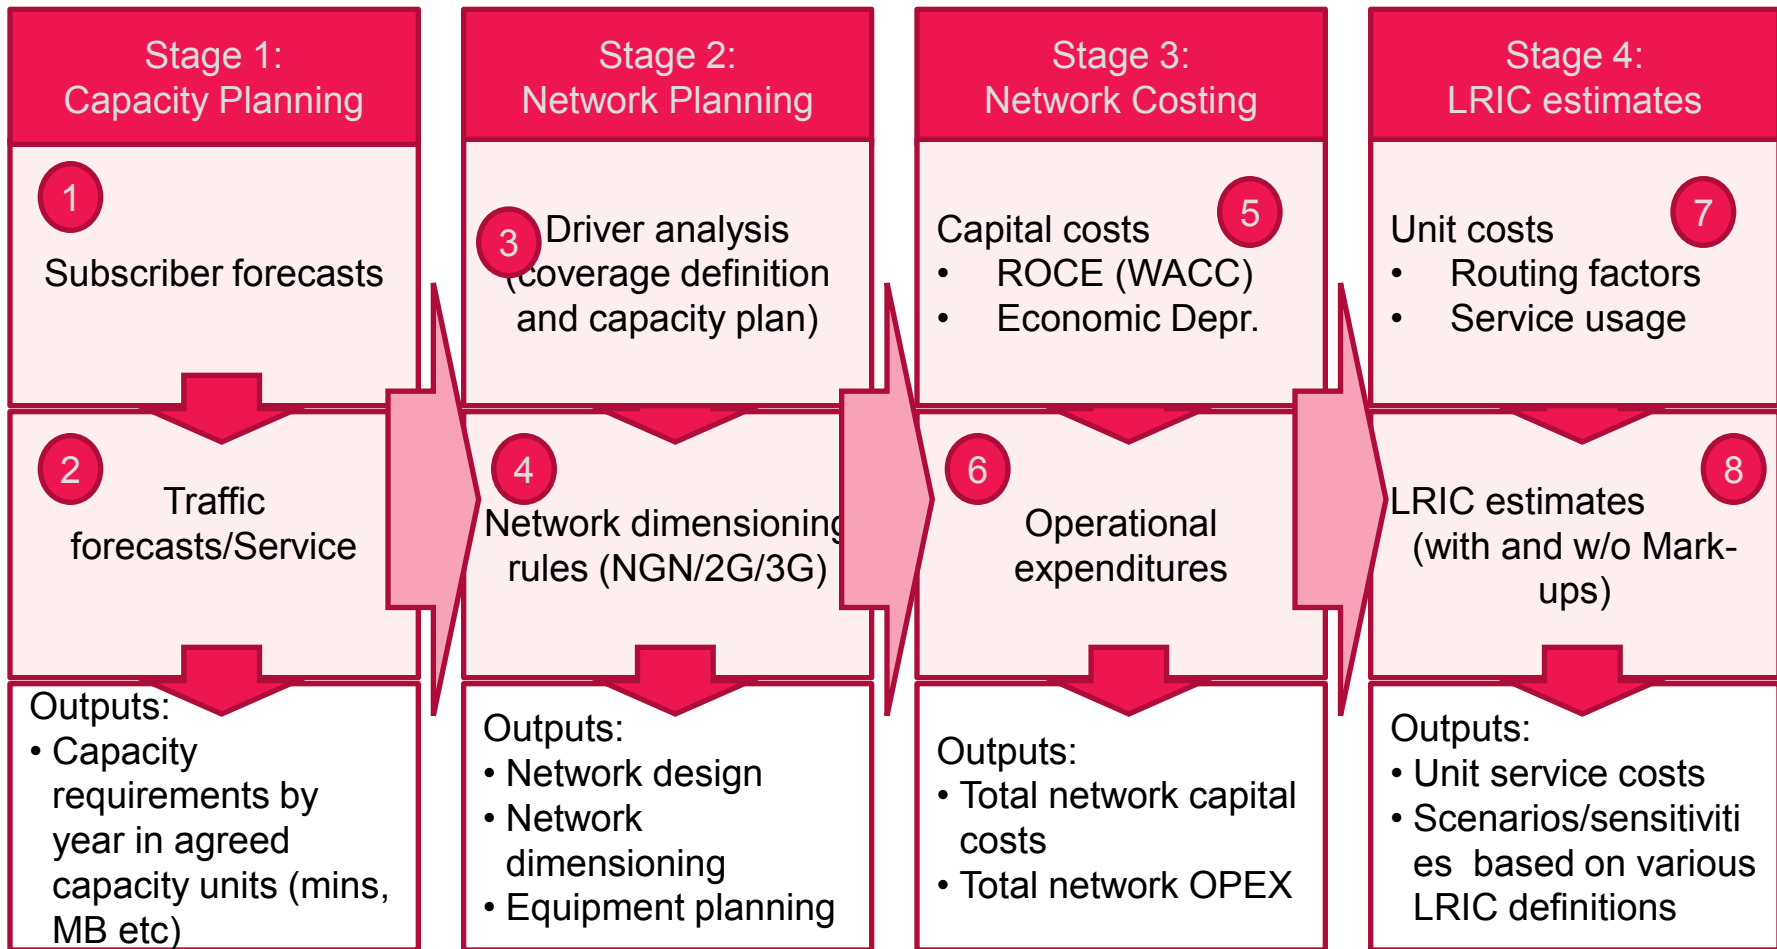 Stage 1:
Capacity Planning
1
Subscriber forecasts
2
Traffic
forecasts/Service
Outputs:
• Capacity
requirements by
year in agreed
capacity units (mins,
MB etc)
Stage 2:
Network Planning
3
Driver analysis
(coverage definition
and capacity plan)
4
Network dimensioning
rules (NGN/2G/3G)
Outputs:
• Network design
• Network
dimensioning
• Equipment planning
Stage 3:
Network Costing
5
Capital costs
• ROCE (WACC)
• Economic Depr.
6
Operational
expenditures
Outputs:
• Total network capital
costs
• Total network OPEX
Stage 4:
LRIC estimates
7
Unit costs
• Routing factors
• Service usage
8
LRIC estimates
(with and w/o Mark-
ups)
Outputs:
• Unit service costs
• Scenarios/sensitiviti
es based on various
LRIC definitions